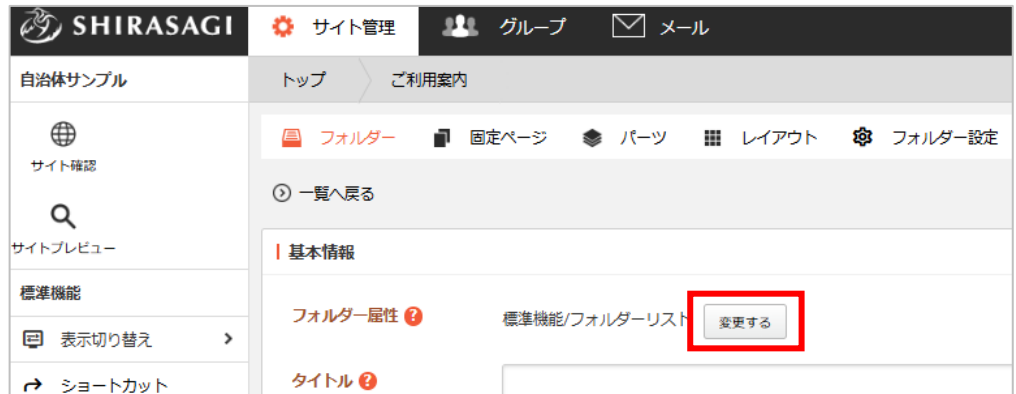 SHIRASAGI サイト管理 グループ メール
自治体サンプル
トップ ご利用案内
サイト確認
フォルダー 固定ページ パーツ レイアウト フォルダー設定
一覧へ戻る
サイトプレビュー
基本情報
標準機能
フォルダー属性 ? 標準機能/フォルダーリスト 変更する
表示切り替え
タイトル ?
ショートカット